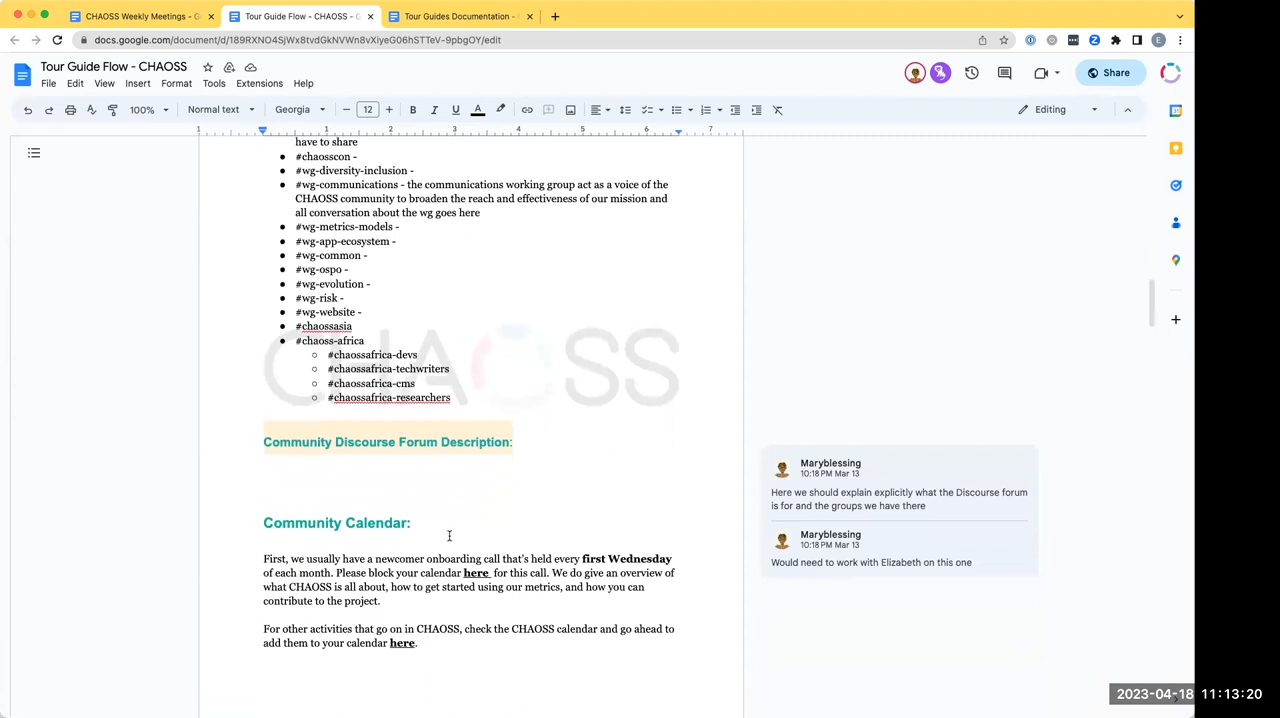 CHAOSS Weekly Meetings - G
Tour Guide Flow - CHAOSS - G
Tour Guides Documentation -
docs.google.com/document/d/189RXNO4SjWx8tvdGkNVWn8vXiyeG06hSTTeV-9pbgOY/edit
E
Tour Guide Flow - CHAOSS
File Edit View Insert Format Tools Extensions Help
Share
100% Normal text Georgia 12 B I U A Editing
1 1 2 3 4 5 6 7
have to share
#chaosscon -
#wg-diversity-inclusion -
#wg-communications - the communications working group act as a voice of the
CHAOSS community to broaden the reach and effectiveness of our mission and
all conversation about the wg goes here
#wg-metrics-models -
#wg-app-ecosystem -
#wg-common -
#wg-ospo -
#wg-evolution -
#wg-risk -
#wg-website -
#chaossasia
#chaoss-africa
#chaossafrica-devs
#chaossafrica-techwriters
#chaossafrica-cms
#chaossafrica-researchers
CHAOSS
Community Discourse Forum Description:
Community Calendar:
First, we usually have a newcomer onboarding call that's held every first Wednesday
of each month. Please block your calendar here for this call. We do give an overview of
what CHAOSS is all about, how to get started using our metrics, and how you can
contribute to the project.
For other activities that go on in CHAOSS, check the CHAOSS calendar and go ahead to
add them to your calendar here.
Maryblessing
10:18 PM Mar 13
Here we should explain explicitly what the Discourse forum
is for and the groups we have there
Maryblessing
10:18 PM Mar 13
Would need to work with Elizabeth on this one
2023-04-18 11:13:20